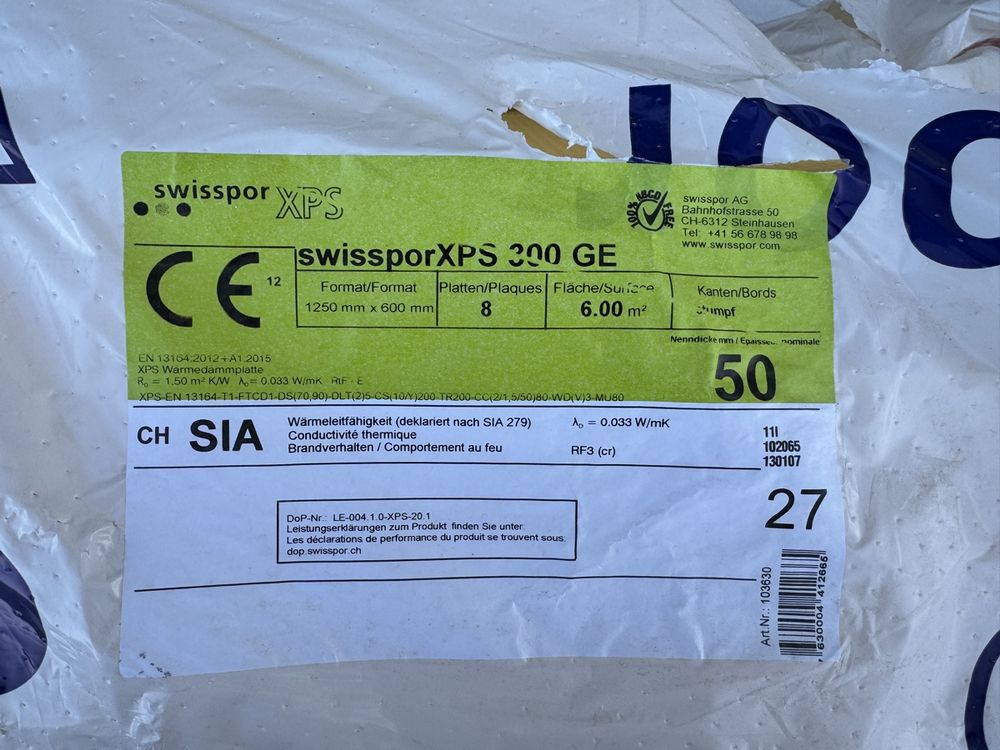 swisspor XPS
100% HBCD FREE
swisspor AG
Bahnhofstrasse 50
CH-6312 Steinhausen
Tel: +41 56 678 98 98
www.swisspor.com
CE 12
swissporXPS 300 GE
Format/Format
1250 mm x 600 mm
Platten/Plaques
8
Fläche/Surface
6.00 m²
Kanten/Bords
stumpf
Nenndicke mm / Epaisseur nominale
50
EN 13164:2012+A1:2015
XPS Wärmedämmplatte
R_D = 1.50 m² K/W λ_D = 0.033 W/mK RtF - E
XPS-EN 13164-T1-FTCD1-DS(70,90)-DLT(2)5-CS(10/Y)200-TR200-CC(2/1,5/50)80-WD(V)3-MU80
CH SIA
Wärmeleitfähigkeit (deklariert nach SIA 279) λ_D = 0.033 W/mK
Conductivité thermique
Brandverhalten / Comportement au feu RF3 (cr)
11I
102065
130107
27
DoP-Nr.: LE-004.1.0-XPS-20.1
Leistungserklärungen zum Produkt finden Sie unter:
Les déclarations de performance du produit se trouvent sous:
dop.swisspor.ch
Art.Nr.: 103630
7630004412665